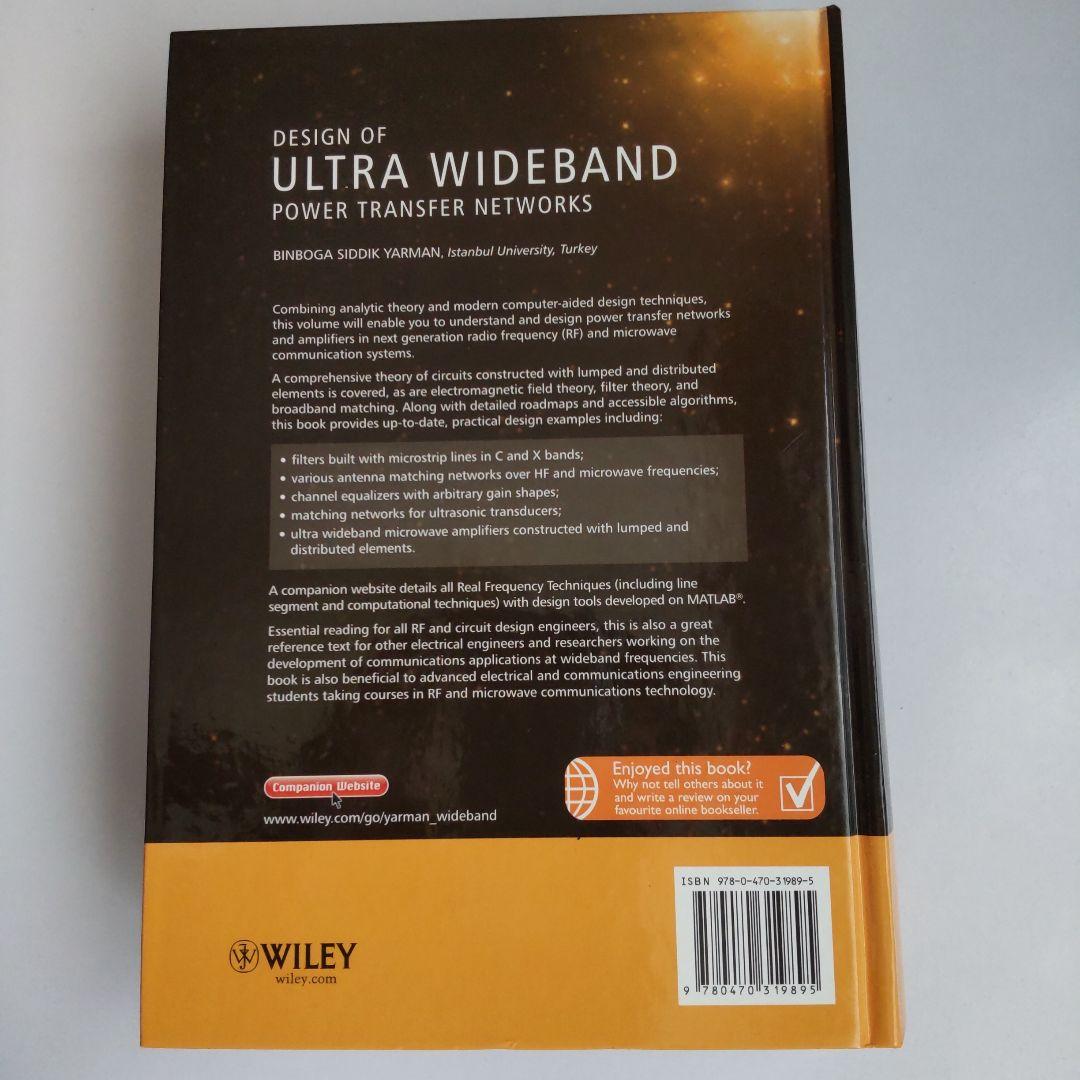 DESIGN OF
ULTRA WIDEBAND
POWER TRANSFER NETWORKS
BINBOGA SIDDIK YARMAN, Istanbul University, Turkey
Combining analytic theory and modern computer-aided design techniques,
this volume will enable you to understand and design power transfer networks
and amplifiers in next generation radio frequency (RF) and microwave
communication systems.
A comprehensive theory of circuits constructed with lumped and distributed
elements is covered, as are electromagnetic field theory, filter theory, and
broadband matching. Along with detailed roadmaps and accessible algorithms,
this book provides up-to-date, practical design examples including:
• filters built with microstrip lines in C and X bands;
• various antenna matching networks over HF and microwave frequencies;
• channel equalizers with arbitrary gain shapes;
• matching networks for ultrasonic transducers;
• ultra wideband microwave amplifiers constructed with lumped and
distributed elements.
A companion website details all Real Frequency Techniques (including line
segment and computational techniques) with design tools developed on MATLAB®.
Essential reading for all RF and circuit design engineers, this is also a great
reference text for other electrical engineers and researchers working on the
development of communications applications at wideband frequencies. This
book is also beneficial to advanced electrical and communications engineering
students taking courses in RF and microwave communications technology.
Companion Website
www.wiley.com/go/yarman_wideband
Enjoyed this book?
Why not tell others about it
and write a review on your
favourite online bookseller.
ISBN 978-0-470-31989-5
9 780470 319895
WILEY
wiley.com